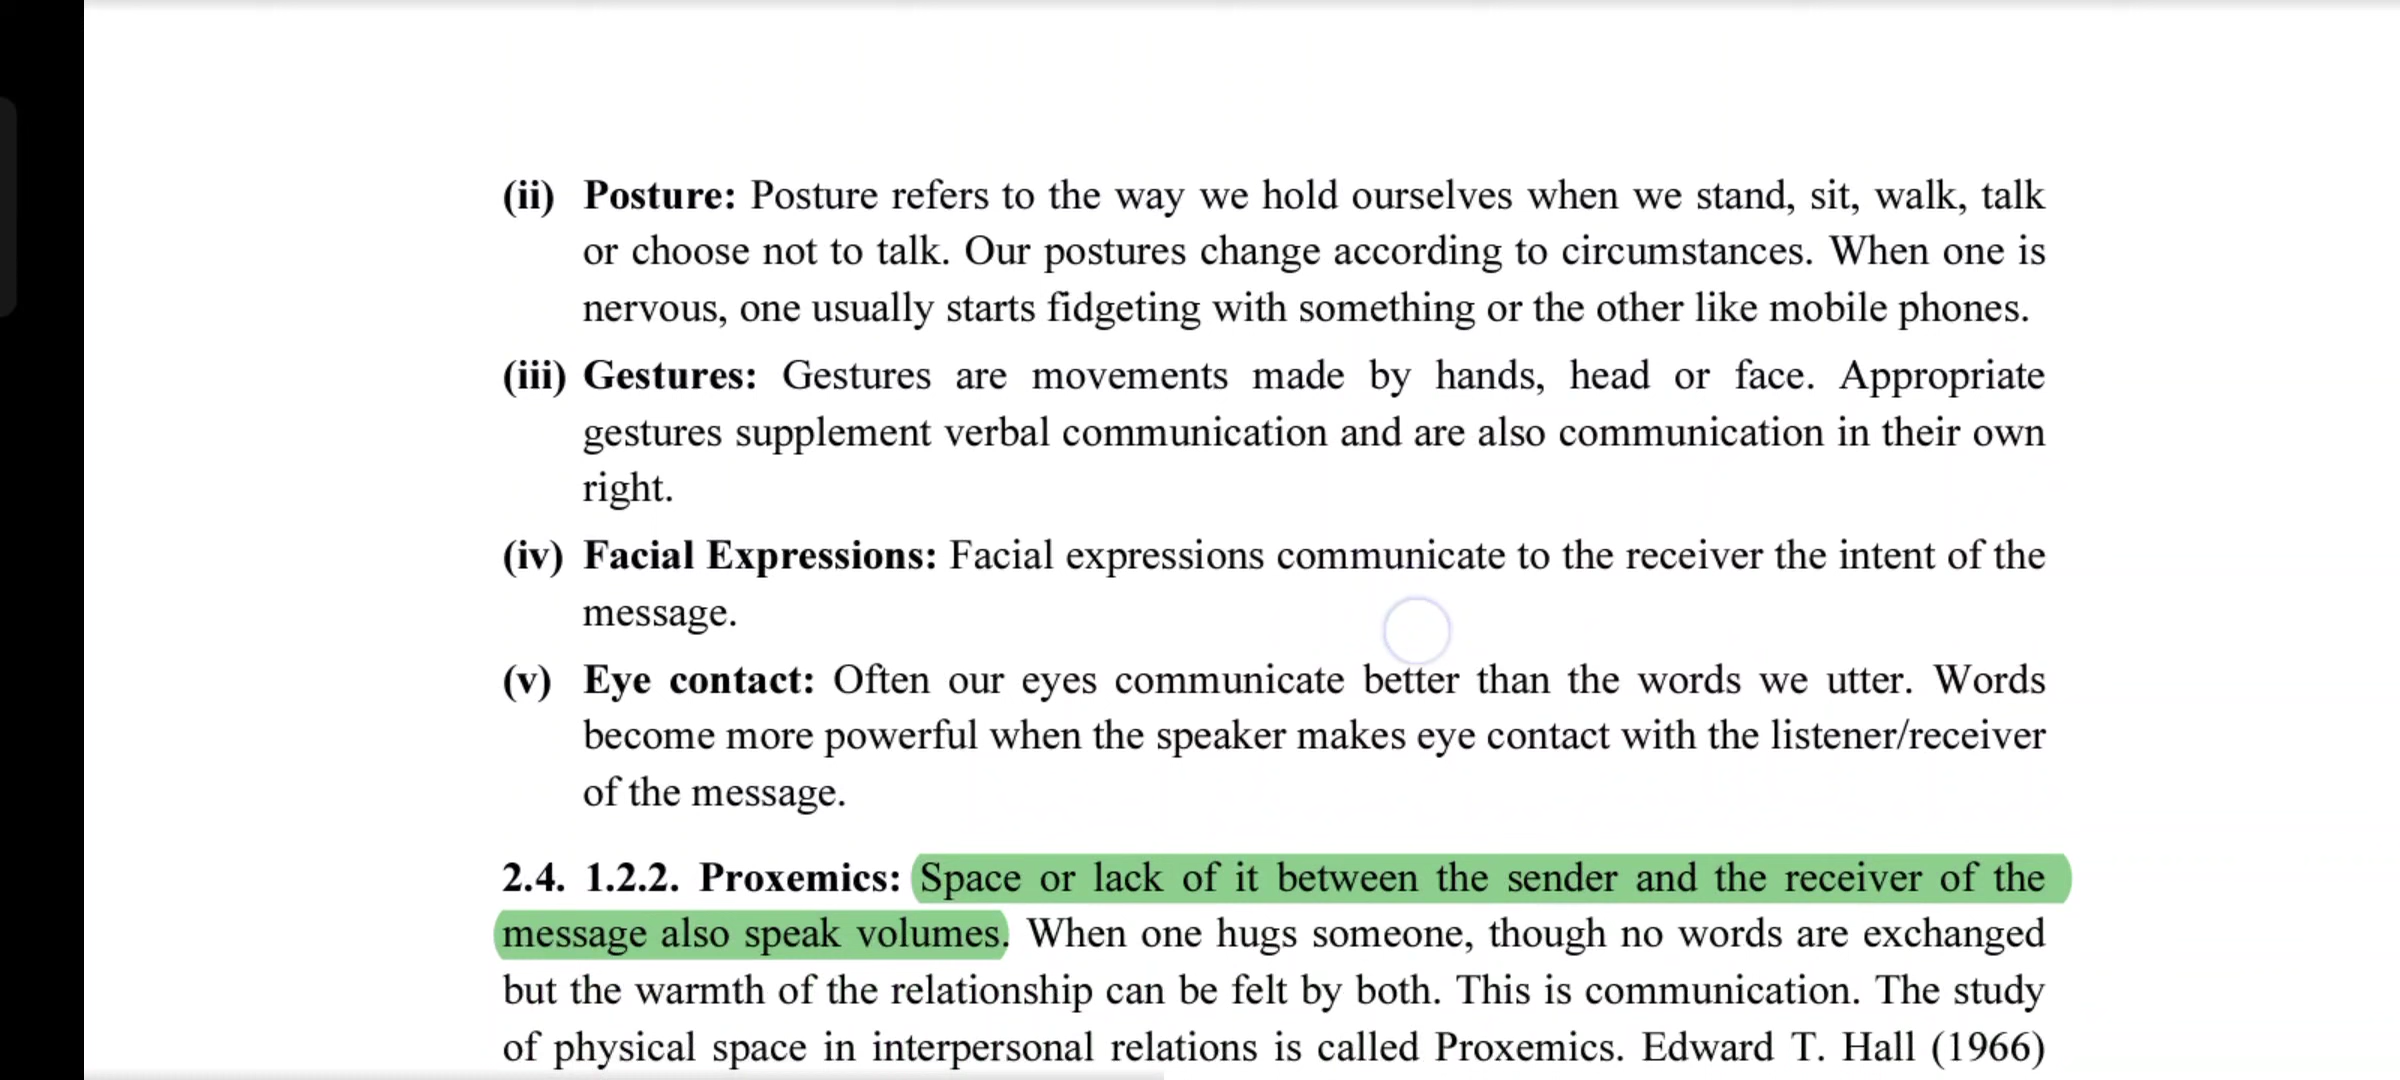 (ii) Posture: Posture refers to the way we hold ourselves when we stand, sit, walk, talk
or choose not to talk. Our postures change according to circumstances. When one is
nervous, one usually starts fidgeting with something or the other like mobile phones.
(iii) Gestures: Gestures are movements made by hands, head or face. Appropriate
gestures supplement verbal communication and are also communication in their own
right.
(iv) Facial Expressions: Facial expressions communicate to the receiver the intent of the
message.
(v) Eye contact: Often our eyes communicate better than the words we utter. Words
become more powerful when the speaker makes eye contact with the listener/receiver
of the message.
2.4. 1.2.2. Proxemics: Space or lack of it between the sender and the receiver of the
message also speak volumes. When one hugs someone, though no words are exchanged
but the warmth of the relationship can be felt by both. This is communication. The study
of physical space in interpersonal relations is called Proxemics. Edward T. Hall (1966)